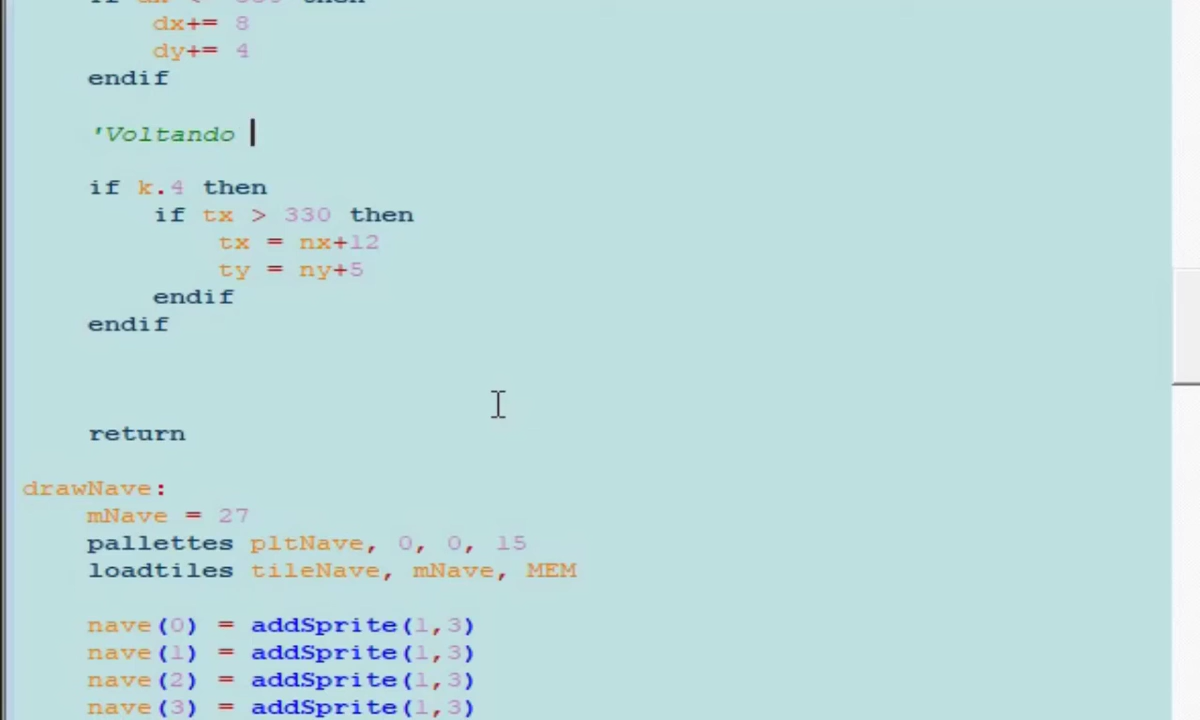 then
dx+= 8
dy+= 4
endif
'Voltando
if k.4 then
if tx > 330 then
tx = nx+12
ty = ny+5
endif
endif
return
drawNave:
mNave = 27
pallettes pltNave, 0, 0, 15
loadtiles tileNave, mNave, MEM
nave(0) = addSprite(1,3)
nave(1) = addSprite(1,3)
nave(2) = addSprite(1,3)
nave(3) = addSprite(1,3)